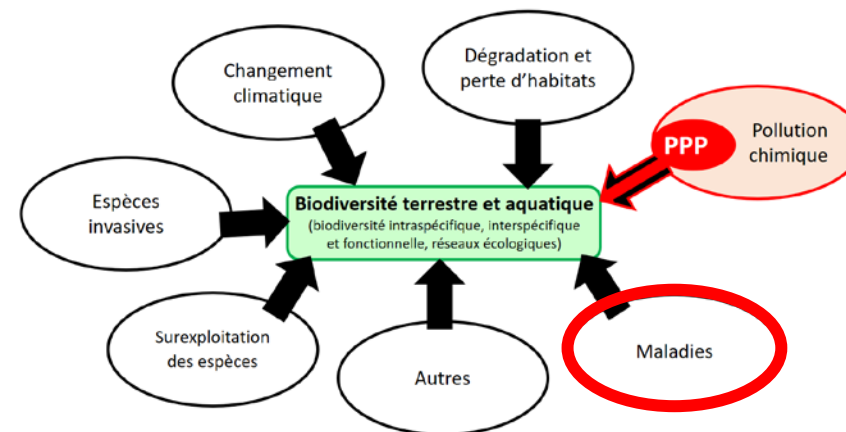 Changement
climatique
Dégradation et
perte d'habitats
PPP
Pollution
chimique
Espèces
invasives
Biodiversité terrestre et aquatique
(biodiversité intraspécifique, interspécifique
et fonctionnelle, réseaux écologiques)
Surexploitation
des espèces
Autres
Maladies